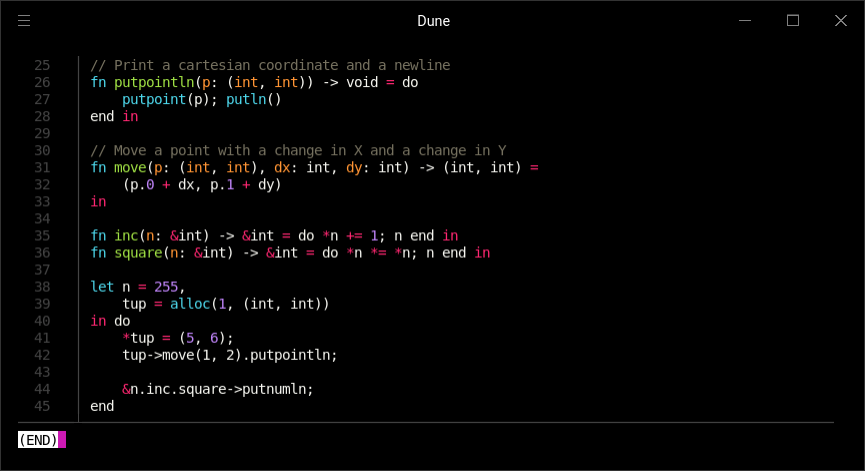 Dune
25 // Print a cartesian coordinate and a newline
26 fn putpointln(p: (int, int)) -> void = do
27     putpoint(p); putln()
28 end in
29
30 // Move a point with a change in X and a change in Y
31 fn move(p: (int, int), dx: int, dy: int) -> (int, int) =
32     (p.0 + dx, p.1 + dy)
33 in
34
35 fn inc(n: &int) -> &int = do *n += 1; n end in
36 fn square(n: &int) -> &int = do *n *= *n; n end in
37
38 let n = 255,
39     tup = alloc(1, (int, int))
40 in do
41     *tup = (5, 6);
42     tup->move(1, 2).putpointln;
43
44     &n.inc.square->putnumln;
45 end
(END)